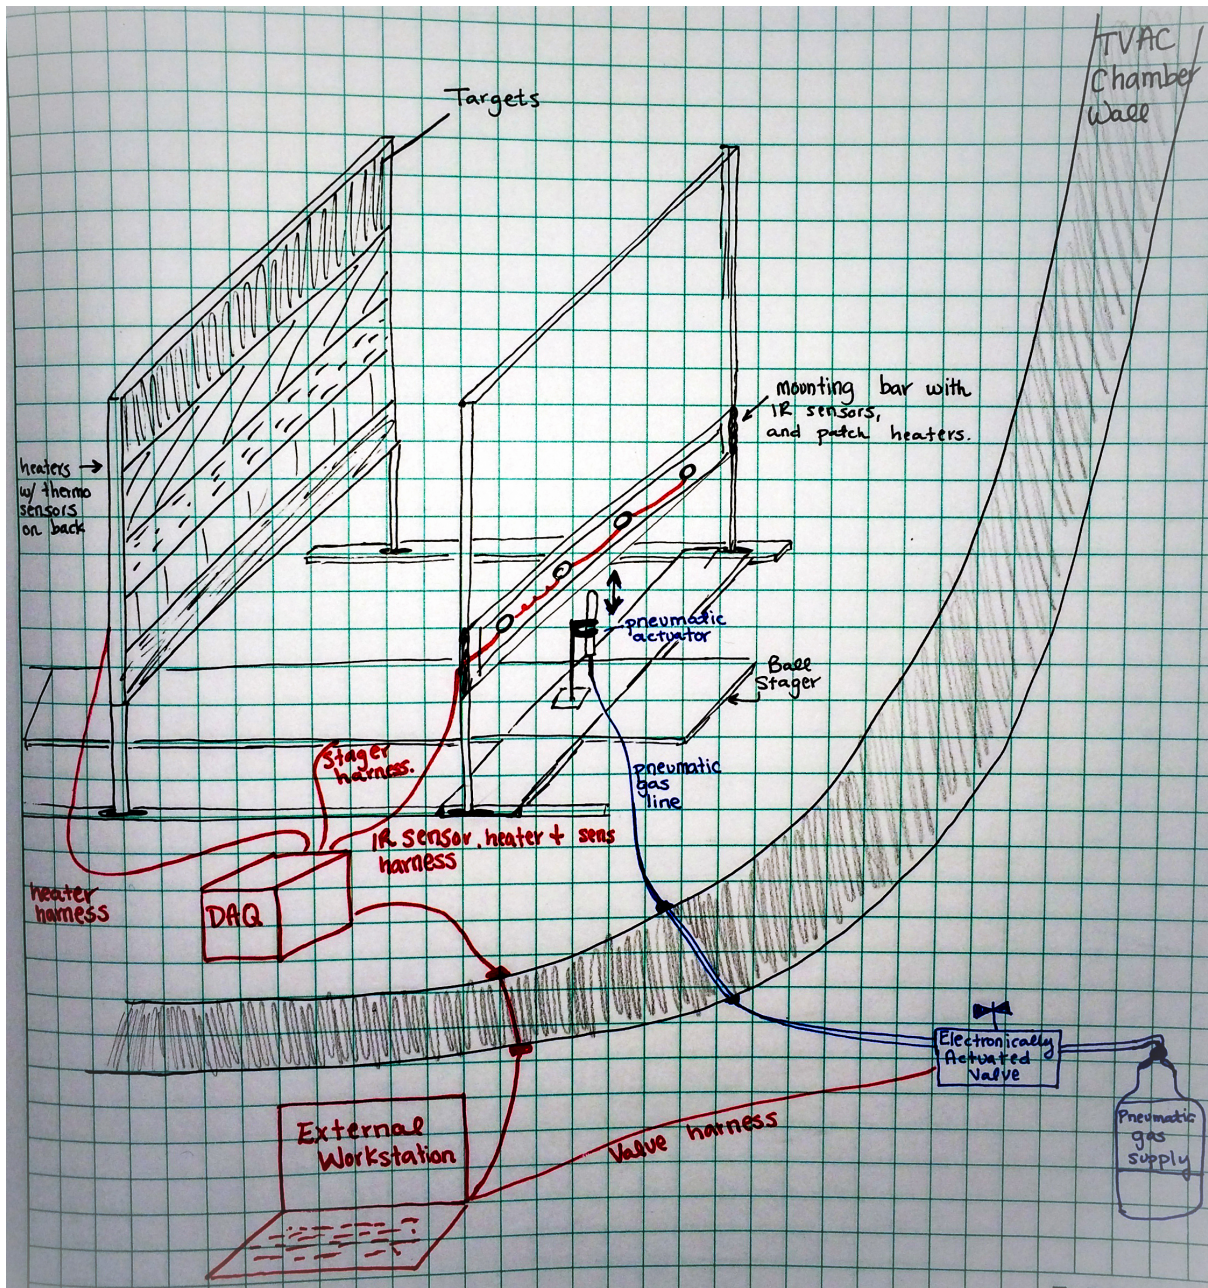 TVAC
Chamber
Wall
Targets
mounting bar with
IR sensors,
and patch heaters.
heaters
w/ thermo
sensors
on back
pneumatic
actuator
Ball
Stager
Stager
harness.
pneumatic
gas
line
IR sensor, heater + sens
harness
heater
harness
DAQ
Electronically
Actuated
Valve
External
Workstation
Valve harness
Pneumatic
gas
supply